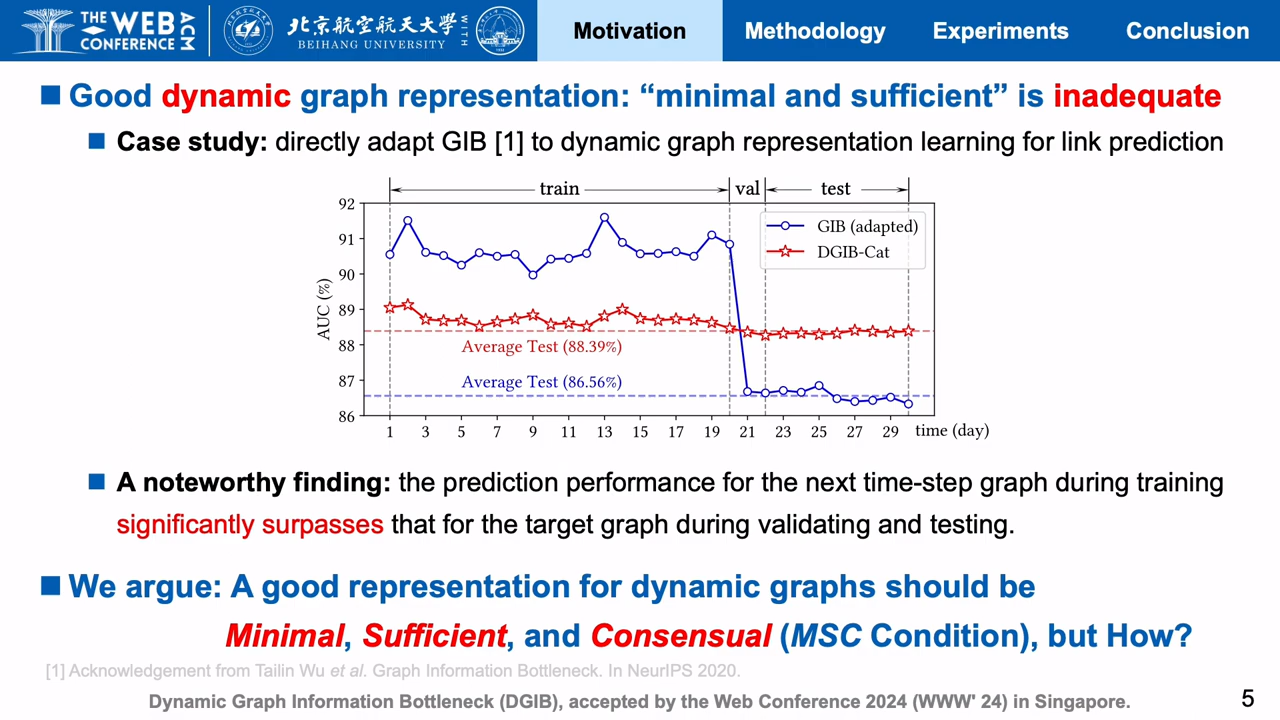 THE WEB CONFERENCE ACM
北京航空航天大學
BEIHANG UNIVERSITY
WITH
Motivation
Methodology
Experiments
Conclusion
Good dynamic graph representation: “minimal and sufficient” is inadequate
Case study: directly adapt GIB [1] to dynamic graph representation learning for link prediction
train
val
test
92
91
90
89
88
87
86
AUC (%)
GIB (adapted)
DGIB-Cat
Average Test (88.39%)
Average Test (86.56%)
1 3 5 7 9 11 13 15 17 19 21 23 25 27 29 time (day)
A noteworthy finding: the prediction performance for the next time-step graph during training
significantly surpasses that for the target graph during validating and testing.
We argue: A good representation for dynamic graphs should be
Minimal, Sufficient, and Consensual (MSC Condition), but How?
[1] Acknowledgement from Tailin Wu et al. Graph Information Bottleneck. In NeurIPS 2020.
Dynamic Graph Information Bottleneck (DGIB), accepted by the Web Conference 2024 (WWW' 24) in Singapore.
5